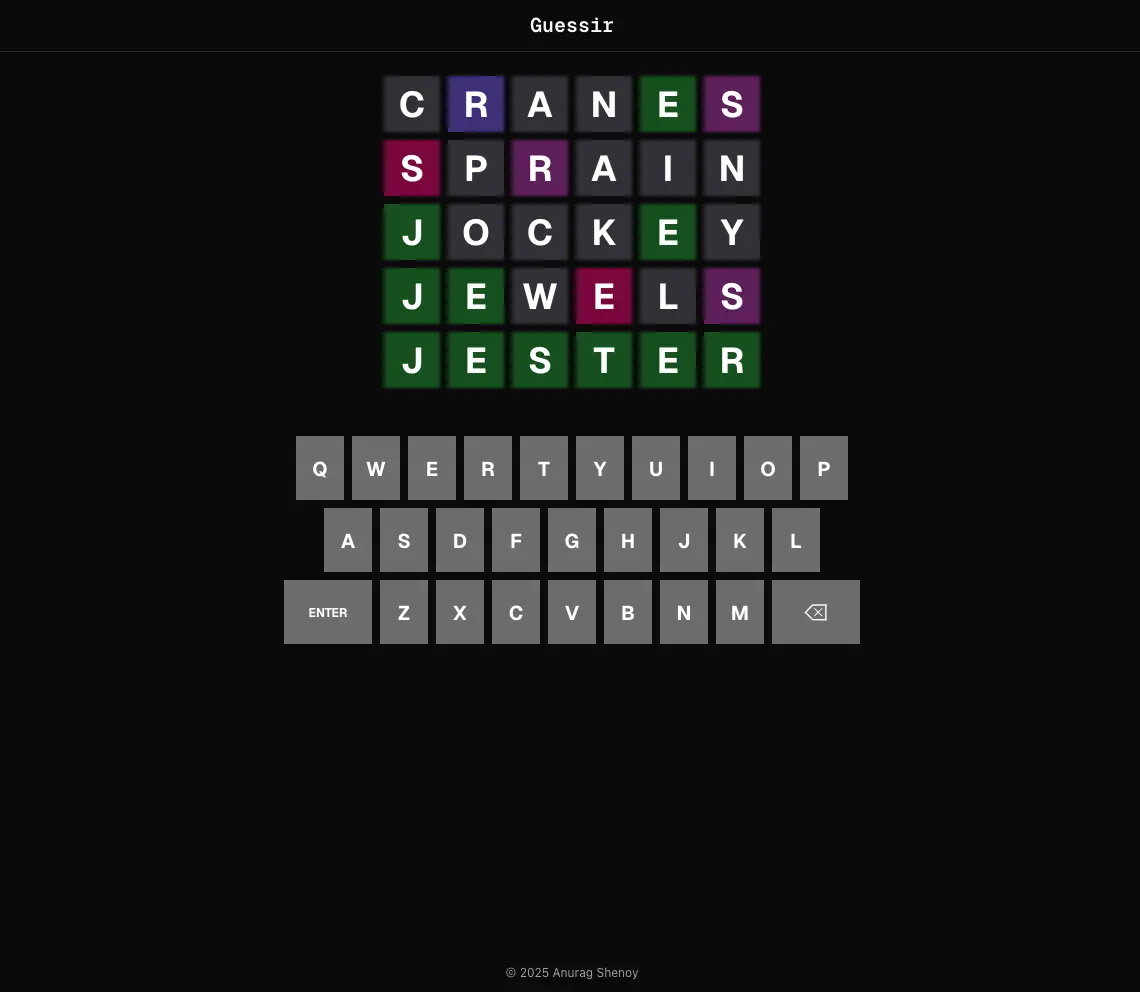 Guessir
C R A N E S
S P R A I N
J O C K E Y
J E W E L S
J E S T E R
Q W E R T Y U I O P
A S D F G H J K L
ENTER Z X C V B N M
© 2025 Anurag Shenoy